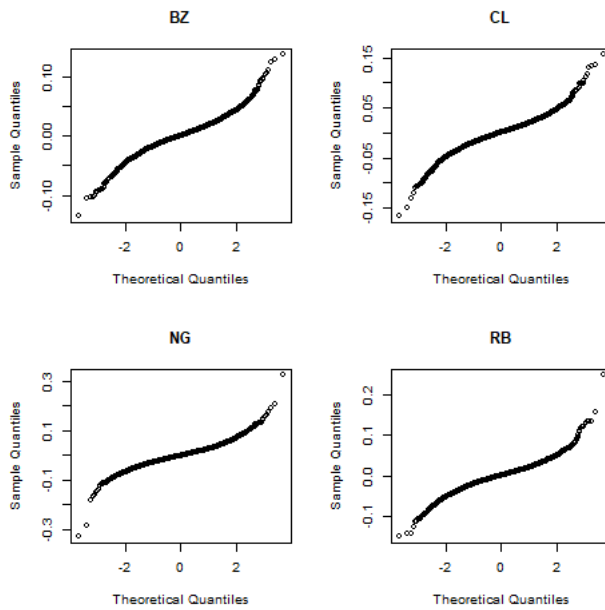 BZ
Sample Quantiles
-0.10 0.00 0.10
-2 0 2
Theoretical Quantiles
CL
Sample Quantiles
-0.15 -0.05 0.05 0.15
-2 0 2
Theoretical Quantiles
NG
Sample Quantiles
-0.3 -0.1 0.1 0.3
-2 0 2
Theoretical Quantiles
RB
Sample Quantiles
-0.1 0.0 0.1 0.2
-2 0 2
Theoretical Quantiles